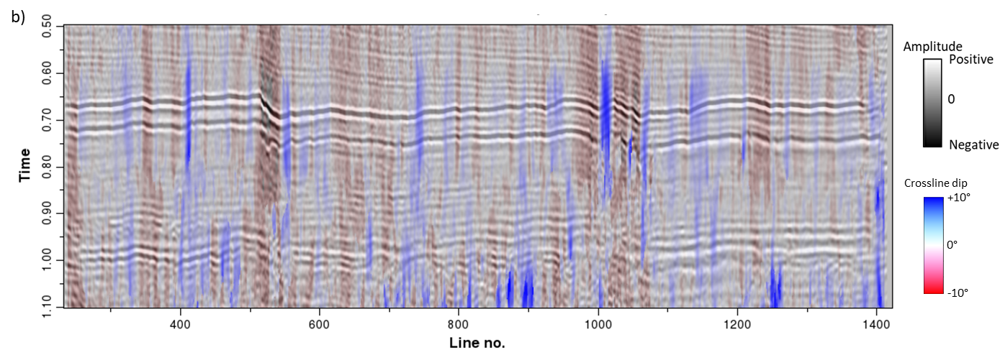 b)
Time
0.50
0.60
0.70
0.80
0.90
1.00
1.10
400
600
800
1000
1200
1400
Line no.
Amplitude
Positive
0
Negative
Crossline dip
+10°
0°
-10°